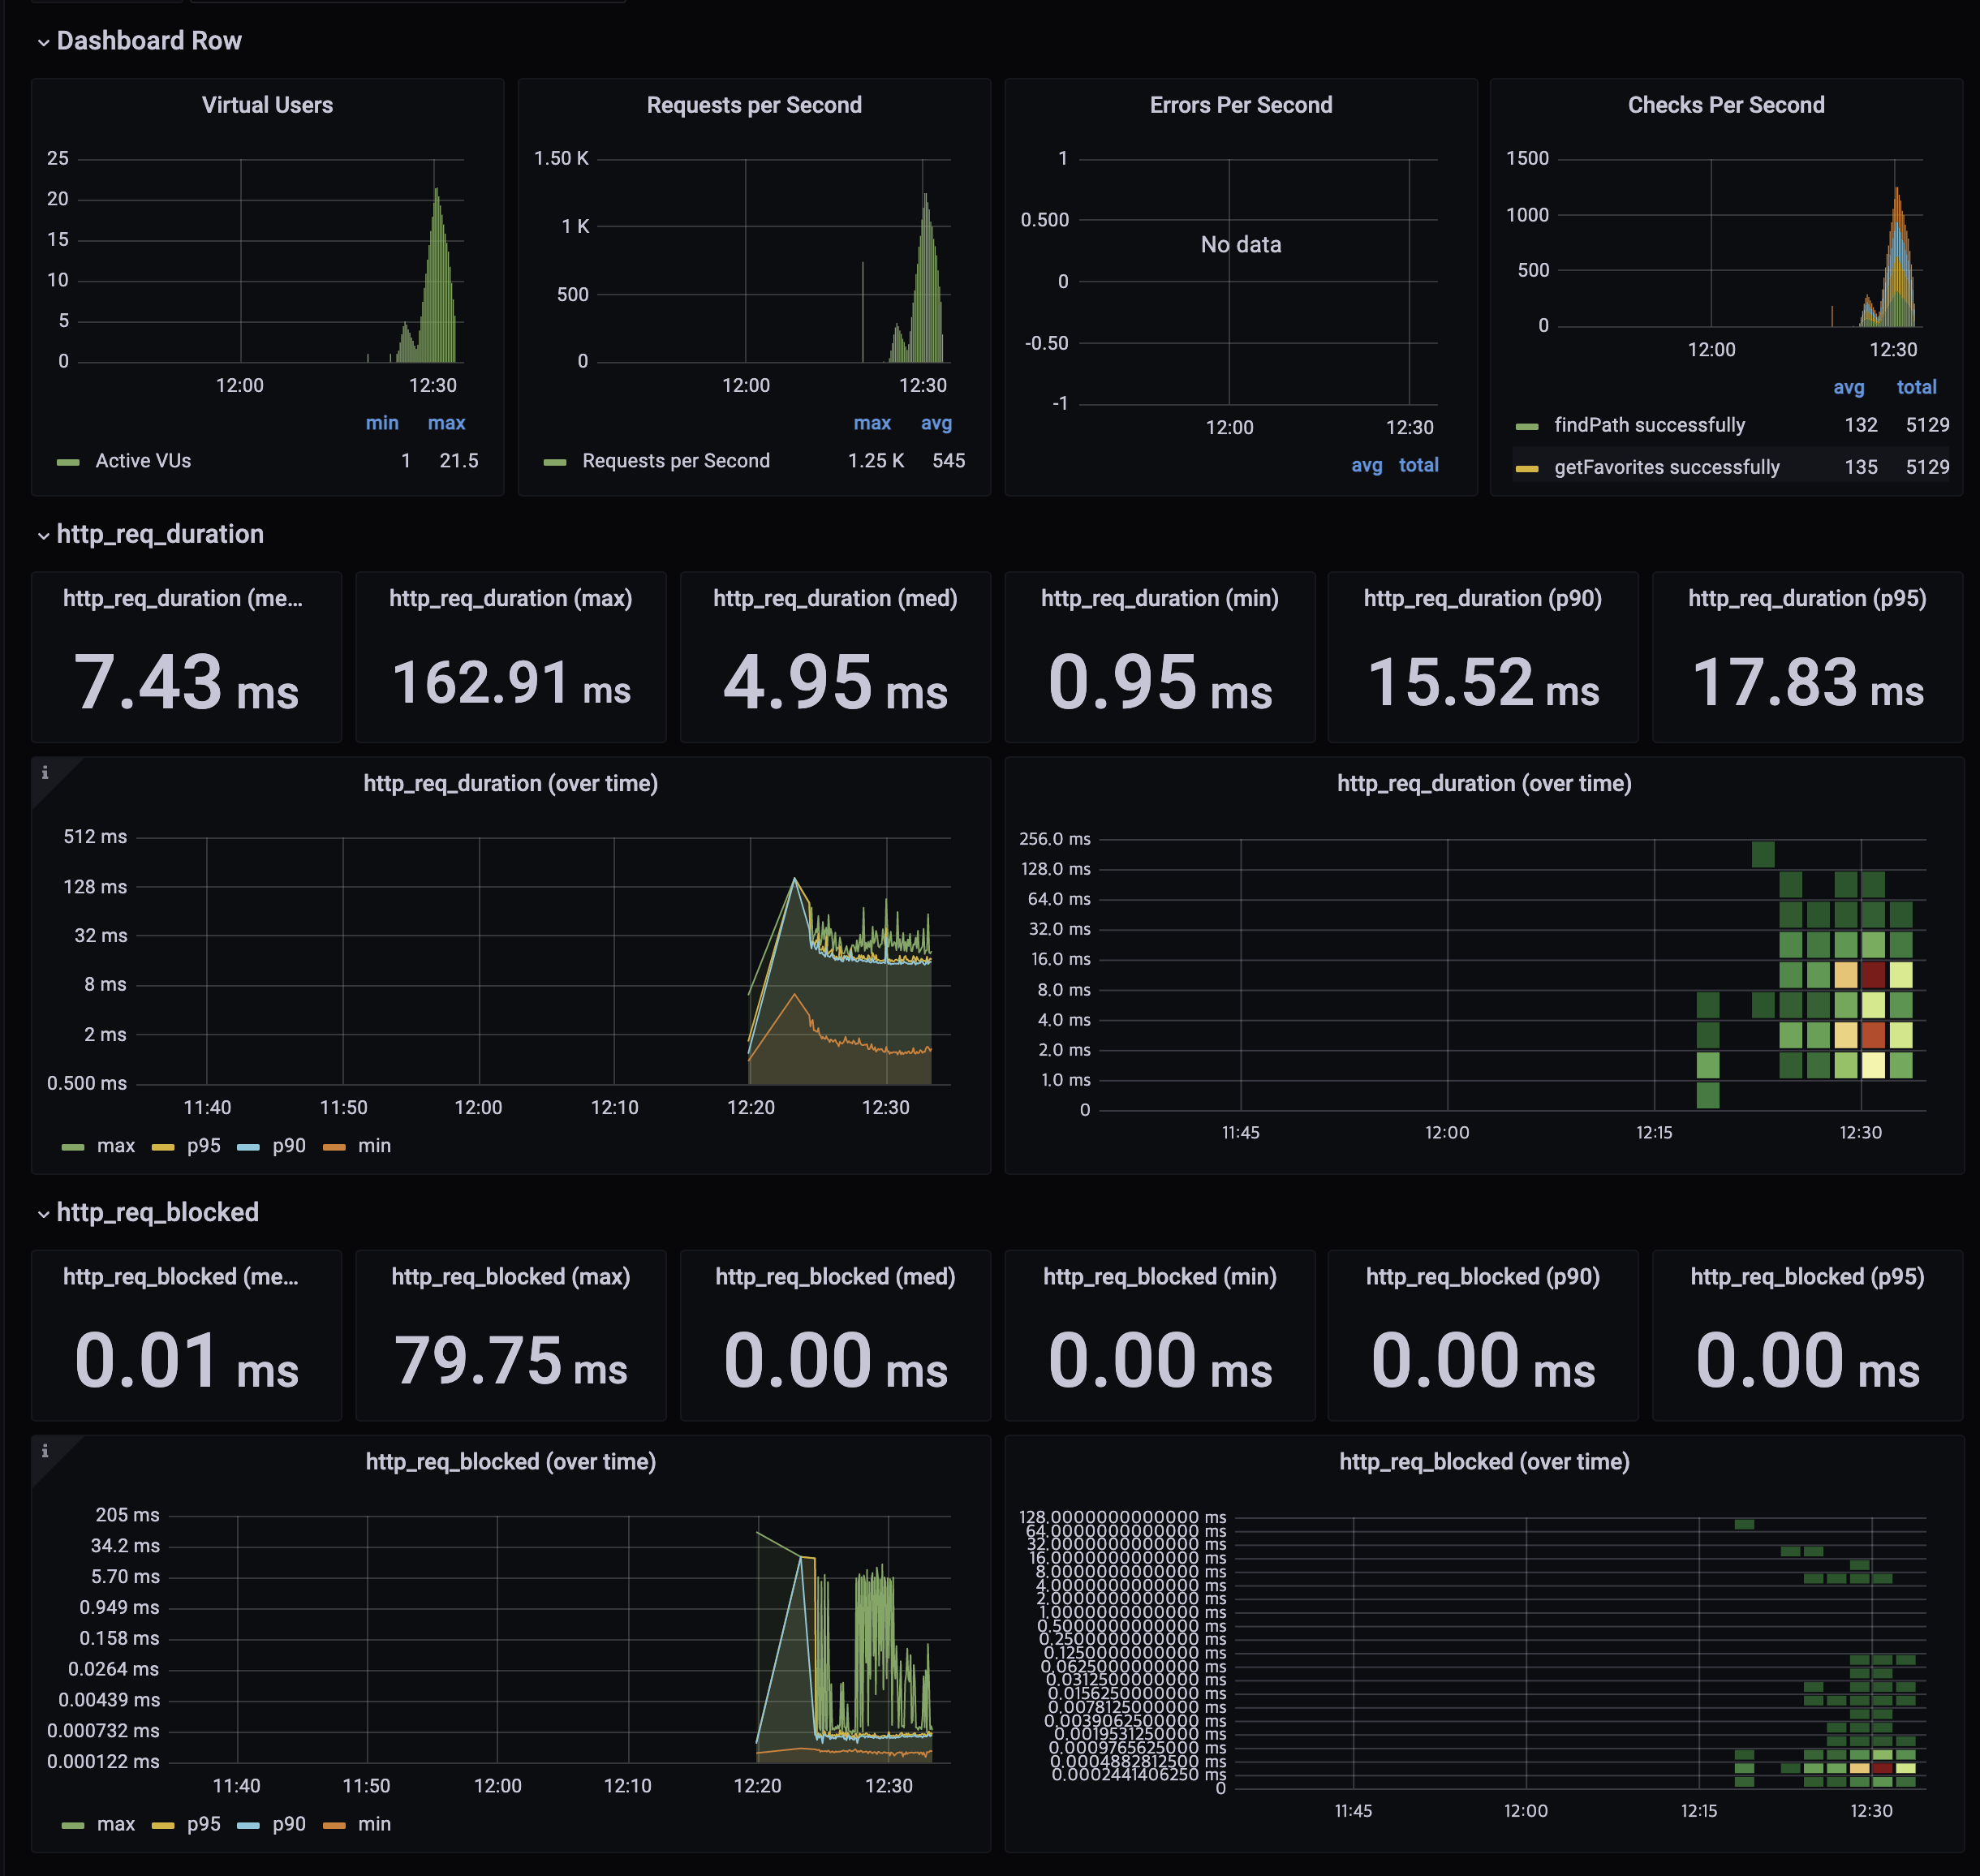 Dashboard Row
Virtual Users
25
20
15
10
5
0
12:00 12:30
min max
Active VUs 1 21.5
Requests per Second
1.50 K
1 K
500
0
12:00 12:30
max avg
Requests per Second 1.25 K 545
Errors Per Second
1
0.500
0
-0.50
-1
No data
12:00 12:30
avg total
Checks Per Second
1500
1000
500
0
12:00 12:30
avg total
findPath successfully 132 5129
getFavorites successfully 135 5129
http_req_duration
http_req_duration (me...
7.43 ms
http_req_duration (max)
162.91 ms
http_req_duration (med)
4.95 ms
http_req_duration (min)
0.95 ms
http_req_duration (p90)
15.52 ms
http_req_duration (p95)
17.83 ms
i
http_req_duration (over time)
512 ms
128 ms
32 ms
8 ms
2 ms
0.500 ms
11:40 11:50 12:00 12:10 12:20 12:30
max p95 p90 min
http_req_duration (over time)
256.0 ms
128.0 ms
64.0 ms
32.0 ms
16.0 ms
8.0 ms
4.0 ms
2.0 ms
1.0 ms
0
11:45 12:00 12:15 12:30
http_req_blocked
http_req_blocked (me...
0.01 ms
http_req_blocked (max)
79.75 ms
http_req_blocked (med)
0.00 ms
http_req_blocked (min)
0.00 ms
http_req_blocked (p90)
0.00 ms
http_req_blocked (p95)
0.00 ms
i
http_req_blocked (over time)
205 ms
34.2 ms
5.70 ms
0.949 ms
0.158 ms
0.0264 ms
0.00439 ms
0.000732 ms
0.000122 ms
11:40 11:50 12:00 12:10 12:20 12:30
max p95 p90 min
http_req_blocked (over time)
128.0000000000000 ms
64.0000000000000 ms
32.0000000000000 ms
16.0000000000000 ms
8.0000000000000 ms
4.0000000000000 ms
2.0000000000000 ms
1.0000000000000 ms
0.5000000000000 ms
0.2500000000000 ms
0.1250000000000 ms
0.0625000000000 ms
0.0312500000000 ms
0.0156250000000 ms
0.0078125000000 ms
0.0039062500000 ms
0.0019531250000 ms
0.0009765625000 ms
0.0004882812500 ms
0.0002441406250 ms
0
11:45 12:00 12:15 12:30